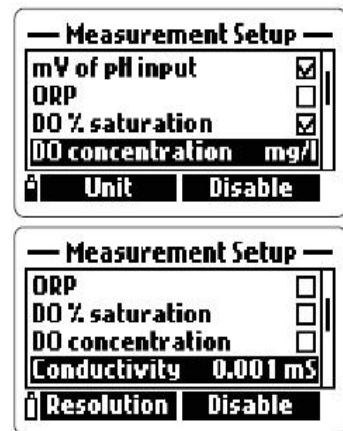 Measurement Setup
mV of pH input
ORP
DO % saturation
DO concentration mg/l
Unit Disable
Measurement Setup
ORP
DO % saturation
DO concentration
Conductivity 0.001 mS
Resolution Disable